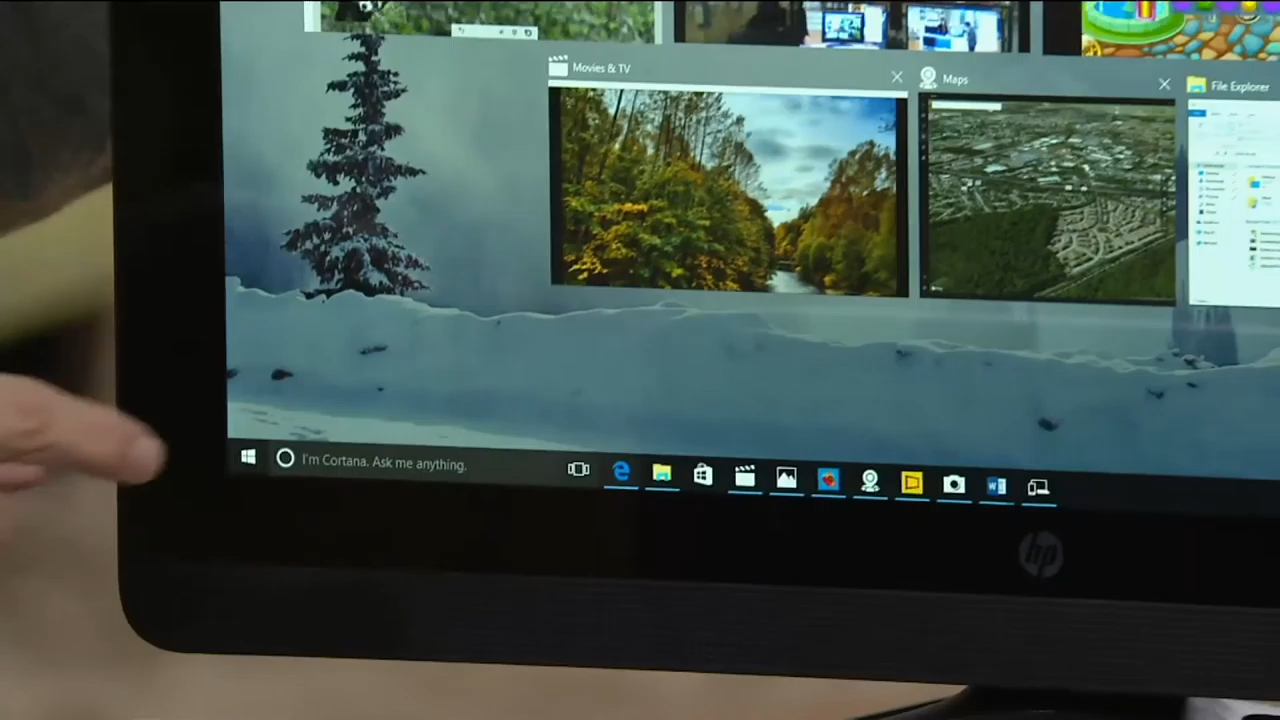 Movies & TV
Maps
File Explorer
I'm Cortana. Ask me anything.
hp